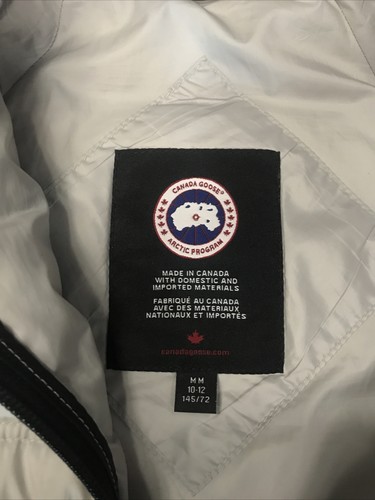 CANADA GOOSE®
ARCTIC PROGRAM
MADE IN CANADA
WITH DOMESTIC AND
IMPORTED MATERIALS
FABRIQUÉ AU CANADA
AVEC DES MATERIAUX
NATIONAUX ET IMPORTÉS
canadagoose.com
M M
10-12
145/72